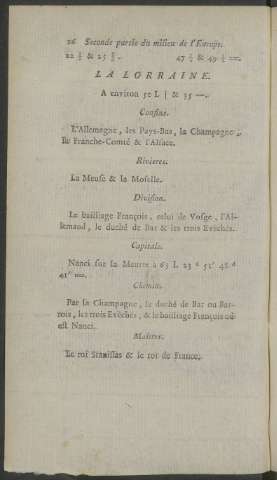 26 Seconde partie du milieu de l'Europe.
22 ½ & 25 ½ .. 47 ½ & 49 ½ —.
LA LORRAINE.
A environ 50 L | & 35 —.
Confins.
L'Allemagne, les Pays-Bas, la Champagne,
la Franche-Comté & l'Alsace.
Rivieres.
La Meuse & la Moselle.
Division.
Le bailliage François, celui de Vosge, l'Al-
lemand, le duché de Bar & les trois Evêchés.
Capitale.
Nanci sur la Meurte à 63 L 23 d 51' 48 d
41' —.
Chemin.
Par la Champagne, le duché de Bar ou Bar-
rois, les trois Evêchés, & le bailliage François où
est Nanci.
Maitres.
Le roi Stanislas & le roi de France.